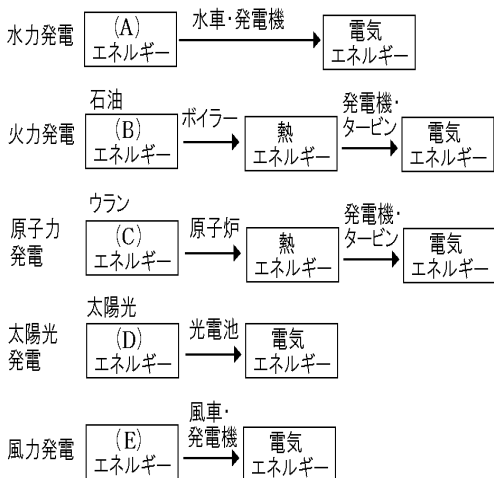 水力発電
(A)
エネルギー
水車・発電機
電気
エネルギー
火力発電
石油
(B)
エネルギー
ボイラー
熱
エネルギー
発電機・
タービン
電気
エネルギー
原子力
発電
ウラン
(C)
エネルギー
原子炉
熱
エネルギー
発電機・
タービン
電気
エネルギー
太陽光
発電
太陽光
(D)
エネルギー
光電池
電気
エネルギー
風力発電
(E)
エネルギー
風車・
発電機
電気
エネルギー